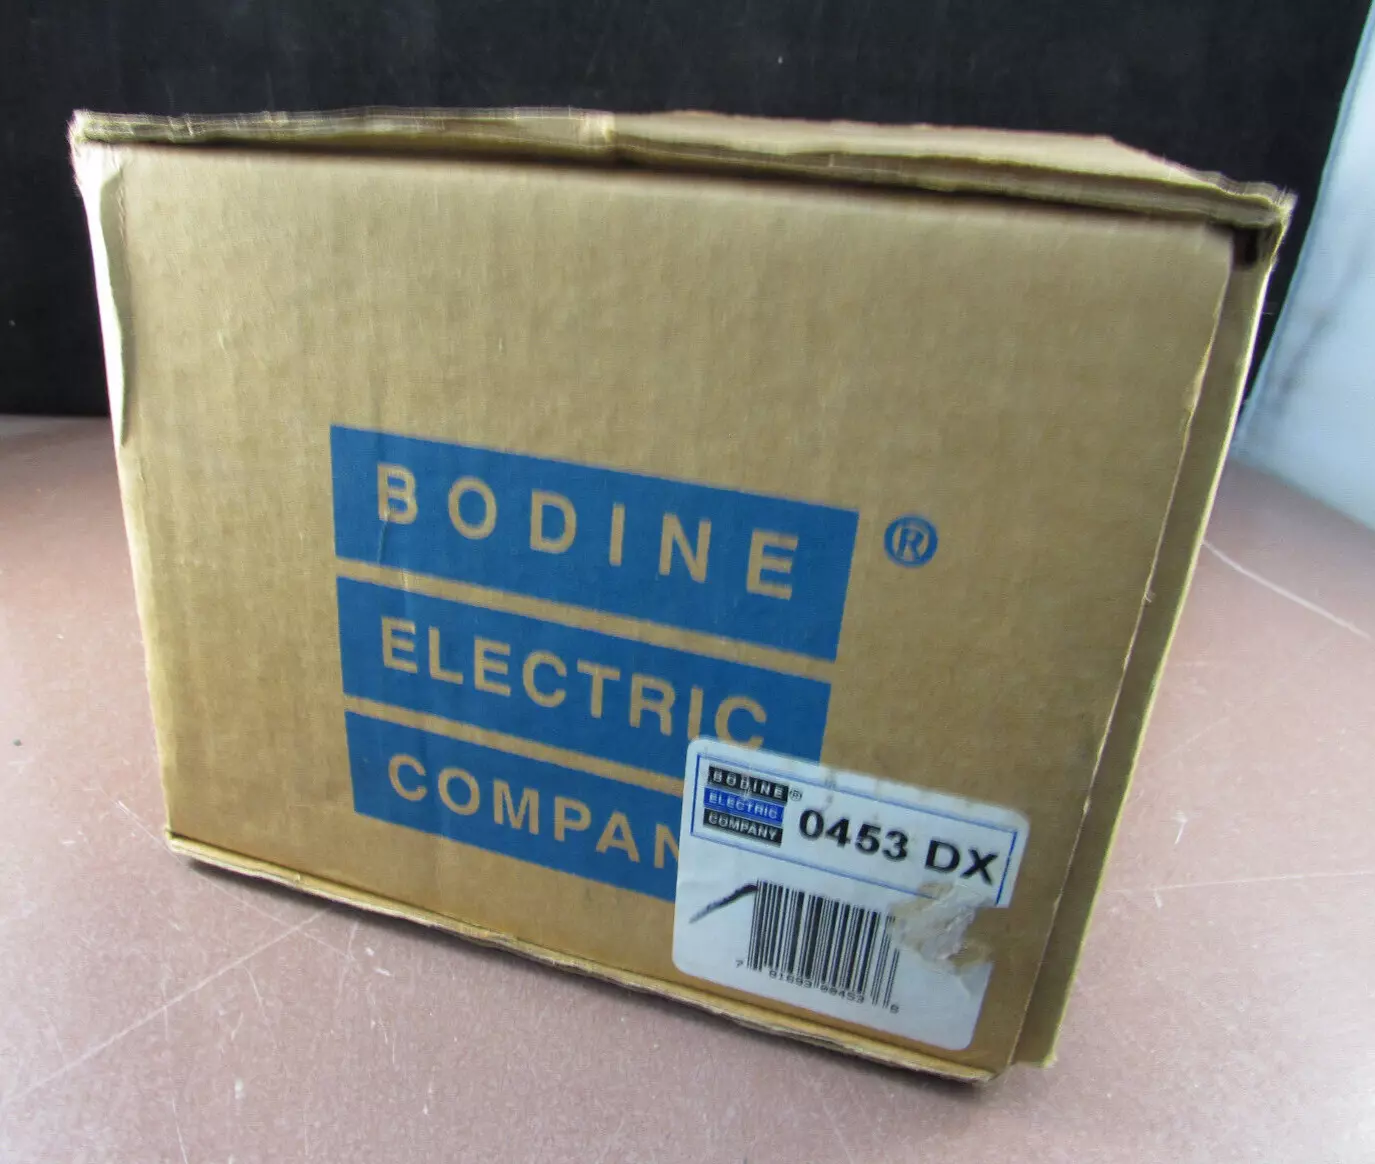 BODINE ®
ELECTRIC
COMPAN
BODINE®
ELECTRIC
COMPANY
0453 DX